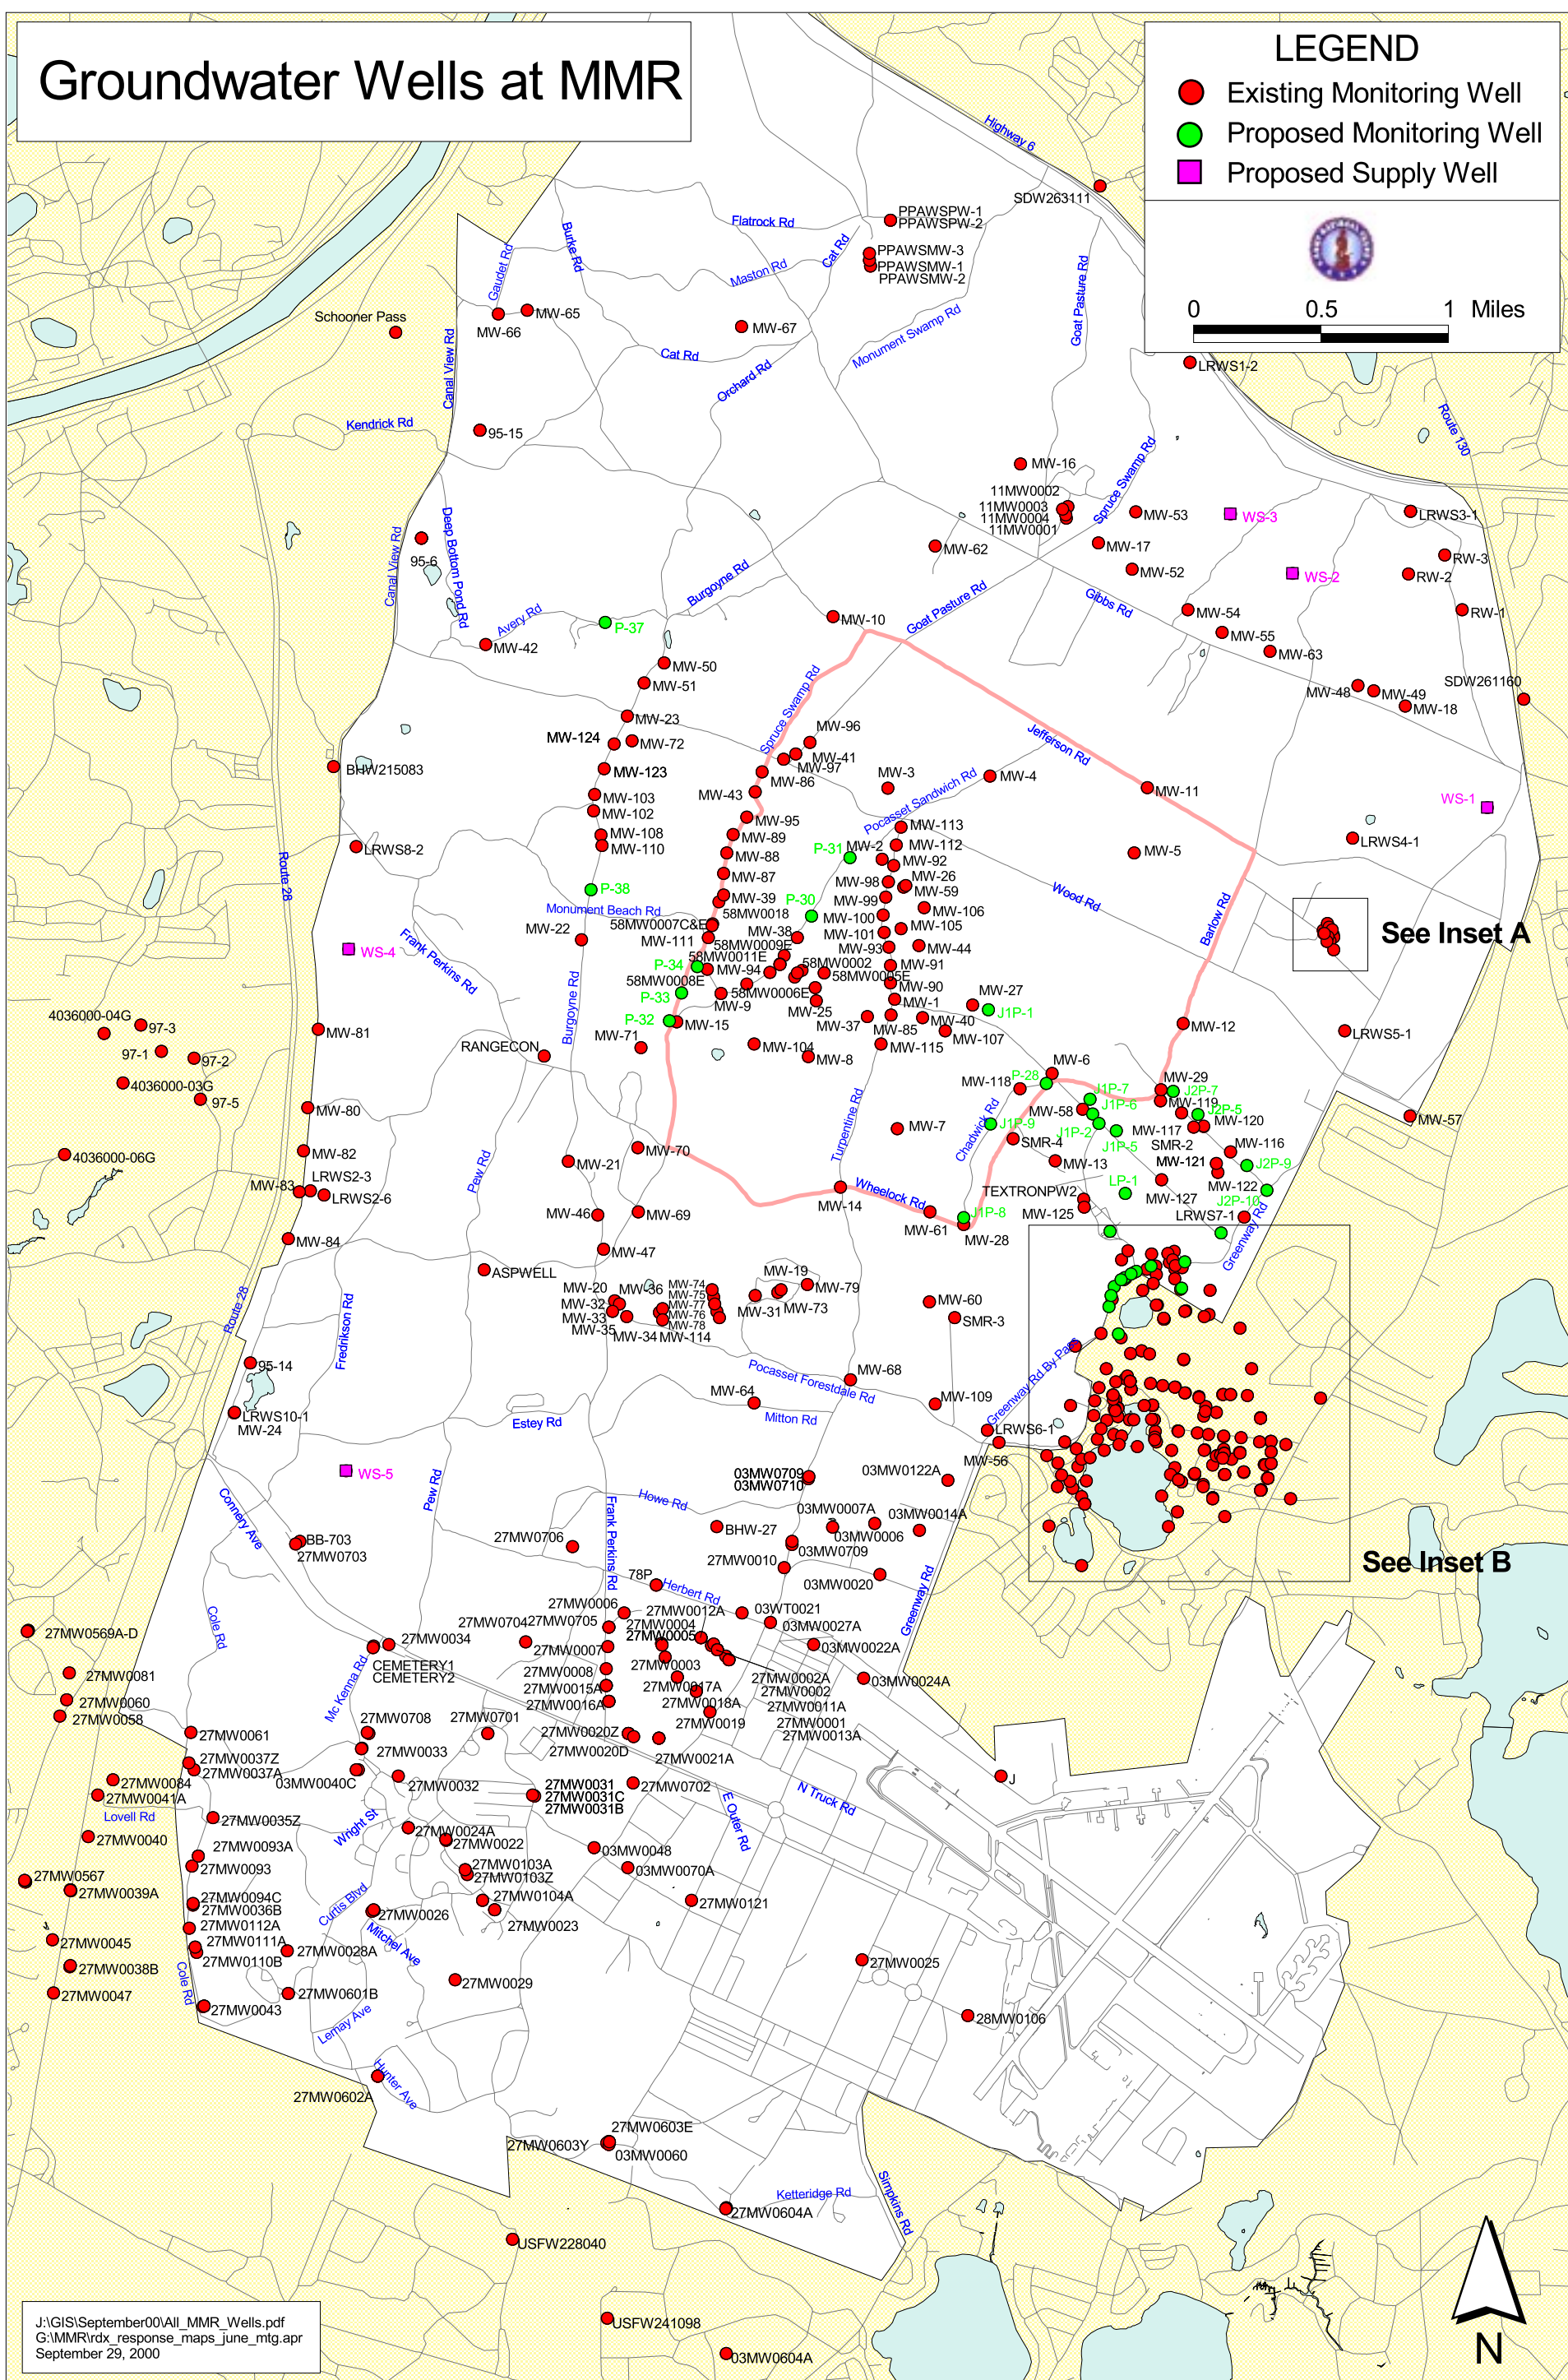 Groundwater Wells at MMR
LEGEND
Existing Monitoring Well
Proposed Monitoring Well
Proposed Supply Well
0 0.5 1 Miles
Highway 6
SDW263111
PPAWSPW-1
PPAWSPW-2
Flatrock Rd
Burke Rd
Cat Rd
PPAWSMW-3
PPAWSMW-1
PPAWSMW-2
Gaudet Rd
Maston Rd
Goat Pasture Rd
Schooner Pass
MW-66
MW-65
MW-67
Monument Swamp Rd
Canal View Rd
Cat Rd
Orchard Rd
LRWS1-2
Route 130
Kendrick Rd
95-15
MW-16
Spruce Swamp Rd
11MW0002
11MW0003
11MW0004
11MW0001
MW-53
WS-3
LRWS3-1
95-6
Canal View Rd
Deep Bottom Pond Rd
MW-62
MW-17
RW-3
MW-52
WS-2
RW-2
Burgoyne Rd
Goat Pasture Rd
Gibbs Rd
MW-54
RW-1
Avery Rd
P-37
MW-10
MW-55
MW-42
MW-63
MW-50
MW-51
Spruce Swamp Rd
MW-48
MW-49
SDW261160
MW-18
MW-23
MW-124
MW-72
MW-96
Jefferson Rd
MW-41
MW-97
BHW215083
MW-123
MW-86
MW-3
MW-4
MW-11
MW-103
MW-43
Pocasset Sandwich Rd
WS-1
MW-102
MW-95
MW-113
MW-108
MW-89
MW-112
LRWS4-1
LRWS8-2
MW-110
MW-88
P-31
MW-2
MW-92
MW-5
Route 28
P-38
MW-87
MW-98
MW-26
MW-59
Wood Rd
MW-39
MW-99
Monument Beach Rd
58MW0018
P-30
MW-100
MW-106
Barlow Rd
MW-22
58MW0007C&E
MW-38
MW-101
MW-105
See Inset A
MW-111
58MW0009E
MW-93
MW-44
WS-4
Frank Perkins Rd
58MW0011E
P-34
MW-94
58MW0002
MW-91
58MW0008E
58MW0005E
P-33
58MW0006E
MW-90
MW-9
MW-1
MW-27
J1P-1
4036000-04G
97-3
MW-81
Burgoyne Rd
P-32
MW-15
MW-25
MW-37
MW-85
MW-40
MW-12
LRWS5-1
97-1
97-2
RANGECON
MW-71
MW-104
MW-8
MW-115
MW-107
4036000-03G
97-5
P-28
MW-6
MW-118
J1P-7
MW-29
J2P-7
MW-80
MW-58
J1P-6
MW-119
J2P-5
MW-57
Turpentine Rd
MW-7
Chadwick Rd
J1P-9
J1P-2
MW-117
MW-120
4036000-06G
MW-82
MW-70
SMR-4
J1P-5
SMR-2
MW-116
MW-21
MW-13
MW-121
J2P-9
LRWS2-3
MW-83
LRWS2-6
Pew Rd
Wheelock Rd
TEXTRONPW2
LP-1
MW-127
MW-122
J2P-10
MW-46
MW-69
MW-14
MW-61
J1P-8
MW-28
MW-125
LRWS7-1
MW-84
MW-47
Greenway Rd
ASPWELL
Route 28
Fredrikson Rd
MW-20
MW-36
MW-74
MW-19
MW-79
MW-32
MW-75
MW-77
MW-31
MW-73
MW-60
MW-33
MW-76
SMR-3
MW-35
MW-34
MW-114
MW-78
95-14
Pocasset Forestdale Rd
MW-68
Greenway Rd By Pass
MW-64
MW-109
LRWS10-1
MW-24
Estey Rd
Mitton Rd
LRWS6-1
MW-56
WS-5
03MW0709
03MW0710
03MW0122A
Connery Ave
Pew Rd
Howe Rd
Frank Perkins Rd
BHW-27
03MW0007A
03MW0014A
03MW0006
BB-703
27MW0703
27MW0706
03MW0709
27MW0010
See Inset B
78P
Herbert Rd
03MW0020
Greenway Rd
Cole Rd
27MW0006
27MW0012A
03WT0021
27MW0704
27MW0705
27MW0004
03MW0027A
27MW0569A-D
27MW0034
27MW0005
27MW0007
03MW0022A
CEMETERY1
CEMETERY2
27MW0003
27MW0081
Mc Kenna Rd
27MW0008
27MW0002A
03MW0024A
27MW0015A
27MW0017A
27MW0002
27MW0060
27MW0016A
27MW0018A
27MW0011A
27MW0058
27MW0061
27MW0708
27MW0701
27MW0020Z
27MW0019
27MW0001
27MW0013A
27MW0033
27MW0020D
27MW0021A
27MW0037Z
27MW0037A
27MW0084
03MW0040C
27MW0032
27MW0031
27MW0702
J
27MW0041A
27MW0031C
27MW0031B
N Truck Rd
Lovell Rd
27MW0035Z
Wright St
E Outer Rd
27MW0040
27MW0024A
27MW0022
27MW0093A
03MW0048
27MW0093
27MW0103A
27MW0103Z
03MW0070A
27MW0567
27MW0039A
27MW0094C
27MW0036B
Curtis Blvd
27MW0026
27MW0104A
27MW0121
27MW0112A
27MW0023
27MW0045
27MW0111A
Mitchel Ave
27MW0110B
27MW0028A
27MW0025
27MW0038B
Cole Rd
27MW0029
27MW0047
27MW0043
27MW0601B
Lemay Ave
28MW0106
Hunter Ave
27MW0602A
27MW0603E
27MW0603Y
03MW0060
Ketteridge Rd
Simpkins Rd
27MW0604A
USFW228040
USFW241098
03MW0604A
J:\GIS\September00\All_MMR_Wells.pdf
G:\MMR\rdx_response_maps_june_mtg.apr
September 29, 2000
N